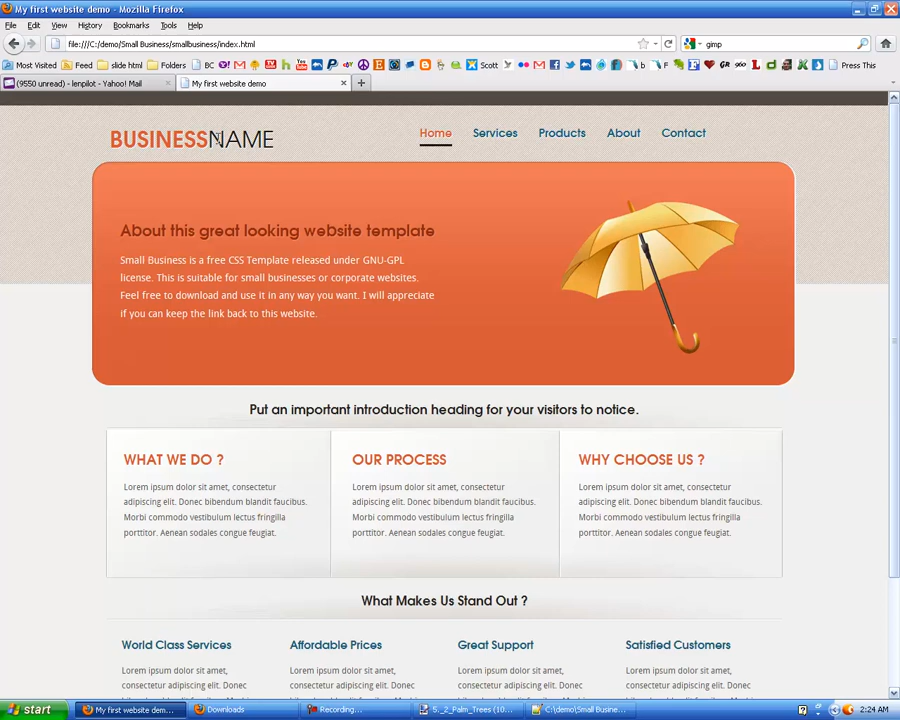 My first website demo - Mozilla Firefox
File Edit View History Bookmarks Tools Help
file:///C:/demo/Small Business/smallbusiness/index.html
gimp
Most Visited Feed slide html Folders BC Scott b F Press This
(9550 unread) - lenpilot - Yahoo! Mail
My first website demo
BUSINESSNAME
Home Services Products About Contact
About this great looking website template
Small Business is a free CSS Template released under GNU-GPL
license. This is suitable for small businesses or corporate websites.
Feel free to download and use it in any way you want. I will appreciate
if you can keep the link back to this website.
Put an important introduction heading for your visitors to notice.
WHAT WE DO ?
Lorem ipsum dolor sit amet, consectetur
adipiscing elit. Donec bibendum blandit faucibus.
Morbi commodo vestibulum lectus fringilla
porttitor. Aenean sodales congue feugiat.
OUR PROCESS
Lorem ipsum dolor sit amet, consectetur
adipiscing elit. Donec bibendum blandit faucibus.
Morbi commodo vestibulum lectus fringilla
porttitor. Aenean sodales congue feugiat.
WHY CHOOSE US ?
Lorem ipsum dolor sit amet, consectetur
adipiscing elit. Donec bibendum blandit faucibus.
Morbi commodo vestibulum lectus fringilla
porttitor. Aenean sodales congue feugiat.
What Makes Us Stand Out ?
World Class Services
Lorem ipsum dolor sit amet,
consectetur adipiscing elit. Donec
Affordable Prices
Lorem ipsum dolor sit amet,
consectetur adipiscing elit. Donec
Great Support
Lorem ipsum dolor sit amet,
consectetur adipiscing elit. Donec
Satisfied Customers
Lorem ipsum dolor sit amet,
consectetur adipiscing elit. Donec
start
My first website dem...
Downloads
Recording...
5._2_Palm_Trees (10...
C:\demo\Small Busine...
2:24 AM